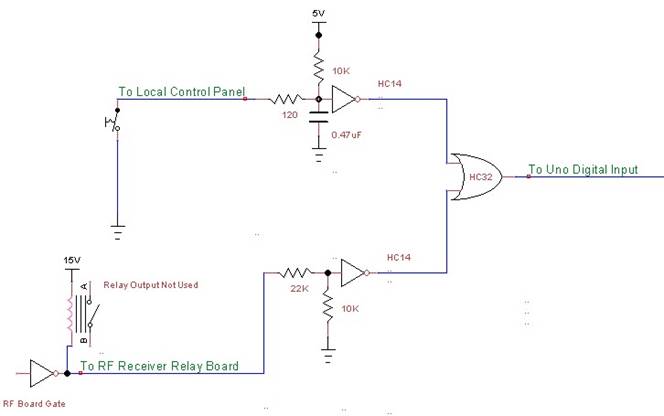 5V
10K
HC14
To Local Control Panel
120
0.47uF
HC32
To Uno Digital Input
HC14
15V
A
Relay Output Not Used
22K
10K
B
To RF Receiver Relay Board
RF Board Gate